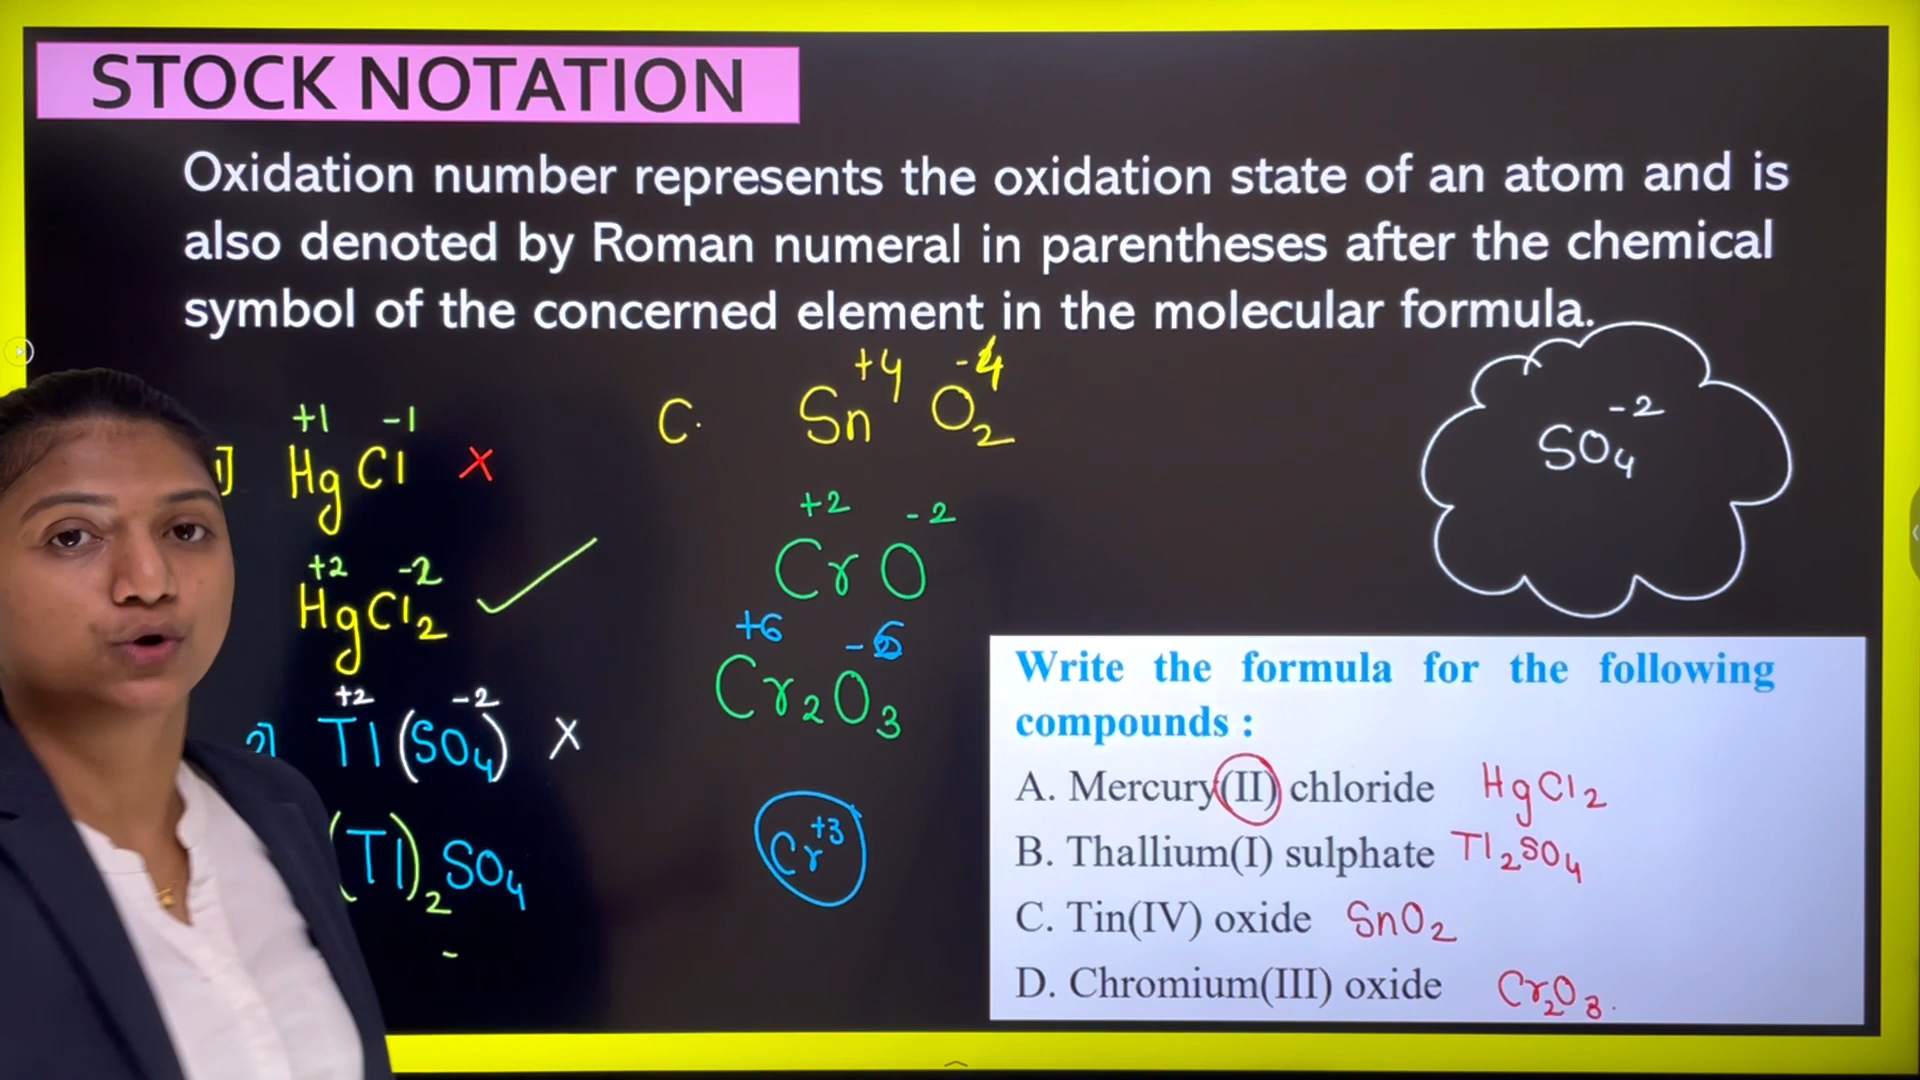 STOCK NOTATION
Oxidation number represents the oxidation state of an atom and is
also denoted by Roman numeral in parentheses after the chemical
symbol of the concerned element in the molecular formula.
+1 -1
1] HgCl ×
+2 -2
HgCl2 ✓
+2 -2
2] Tl(SO4) ×
(Tl)2SO4
-
+4 -4
C. SnO2
+2 -2
CrO
+6 -6
Cr2O3
Cr+3
SO4-2
Write the formula for the following
compounds :
A. Mercury(II) chloride HgCl2
B. Thallium(I) sulphate Tl2SO4
C. Tin(IV) oxide SnO2
D. Chromium(III) oxide Cr2O3.